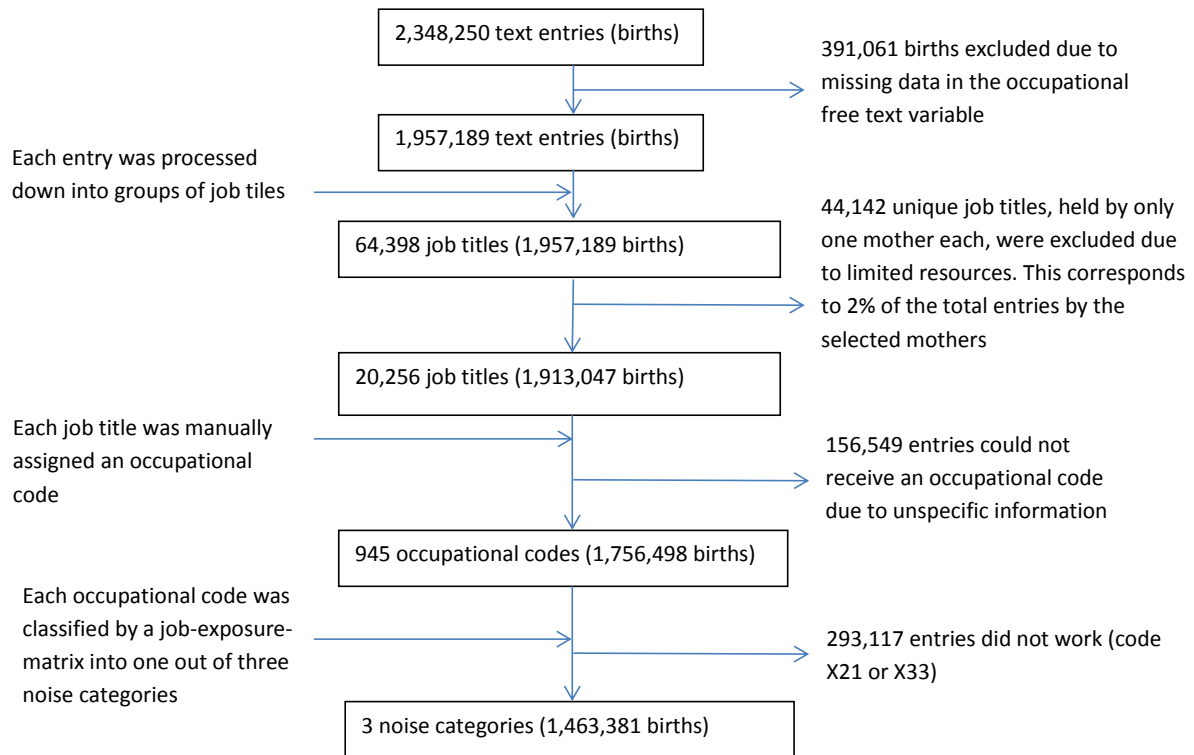 2,348,250 text entries (births)
391,061 births excluded due to
missing data in the occupational
free text variable
1,957,189 text entries (births)
Each entry was processed
down into groups of job tiles
64,398 job titles (1,957,189 births)
44,142 unique job titles, held by only
one mother each, were excluded due
to limited resources. This corresponds
to 2% of the total entries by the
selected mothers
20,256 job titles (1,913,047 births)
Each job title was manually
assigned an occupational
code
156,549 entries could not
receive an occupational code
due to unspecific information
945 occupational codes (1,756,498 births)
Each occupational code was
classified by a job-exposure-
matrix into one out of three
noise categories
293,117 entries did not work (code
X21 or X33)
3 noise categories (1,463,381 births)